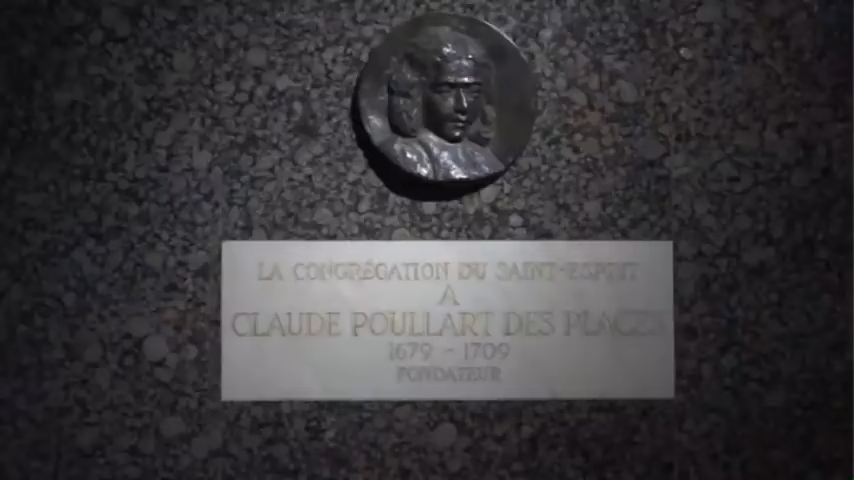 LA CONGRÉGATION DU SAINT-ESPRIT
A
CLAUDE POULLART DES PLACES
1679 - 1709
FONDATEUR